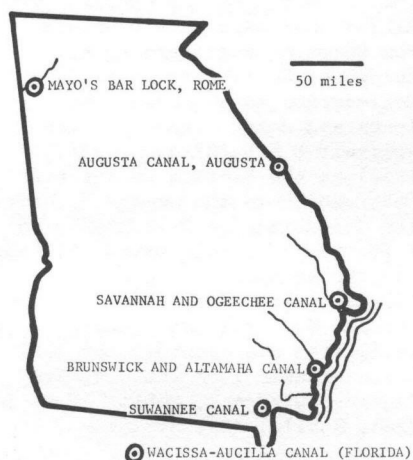 MAYO'S BAR LOCK, ROME
50 miles
AUGUSTA CANAL, AUGUSTA
SAVANNAH AND OGEECHEE CANAL
BRUNSWICK AND ALTAMAHA CANAL
SUWANNEE CANAL
WACISSA-AUCILLA CANAL (FLORIDA)